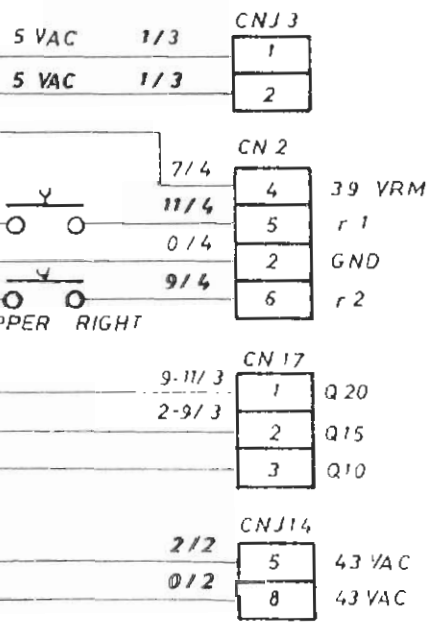 CNJ 3
5 VAC 1/3 1
5 VAC 1/3 2
CN 2
7/4 4 39 VRM
11/4 5 r 1
0/4 2 GND
9/4 6 r 2
PPER RIGHT
CN 17
9-11/3 1 Q20
2-9/3 2 Q15
3 Q10
CNJ14
2/2 5 43 VAC
0/2 8 43 VAC